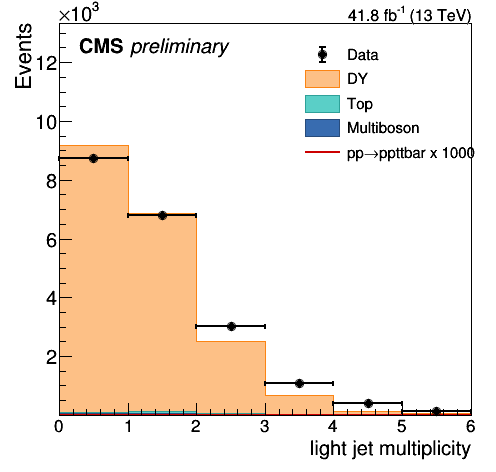 ×10³
41.8 fb⁻¹ (13 TeV)
Events
CMS preliminary
Data
DY
Top
Multiboson
pp→ppttbar x 1000
12
10
8
6
4
2
0 1 2 3 4 5 6
light jet multiplicity